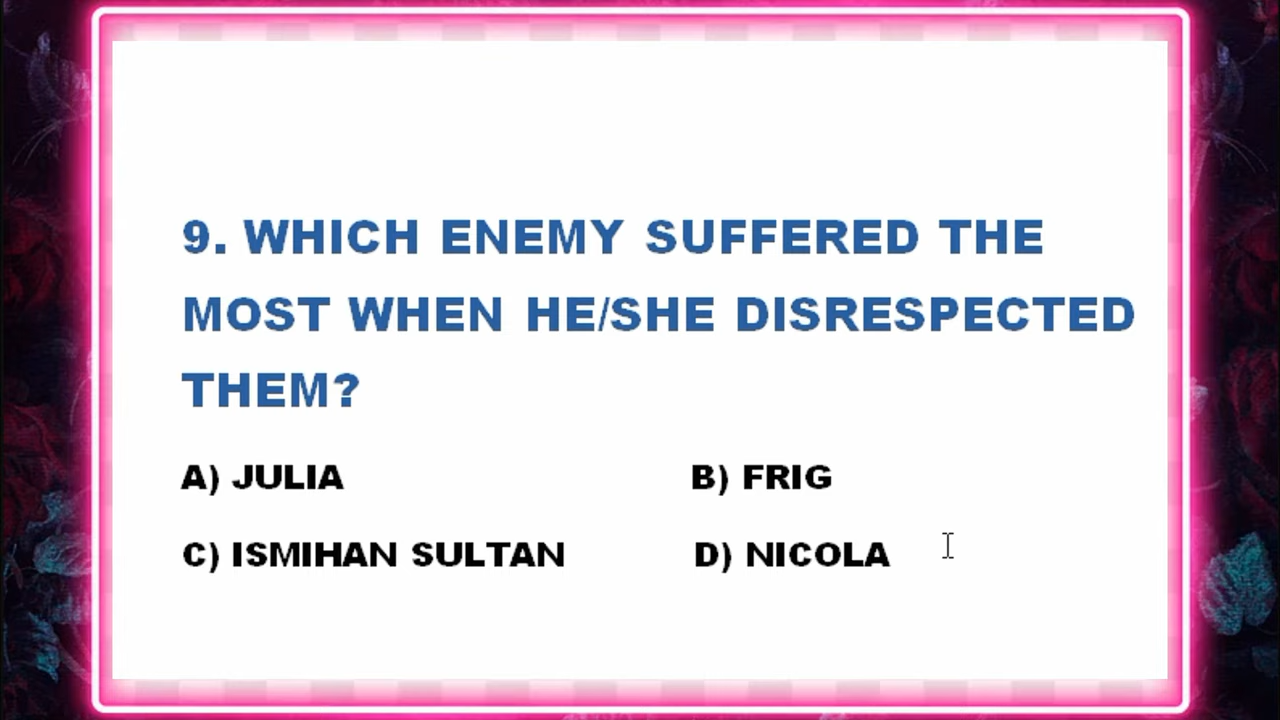 9. WHICH ENEMY SUFFERED THE
MOST WHEN HE/SHE DISRESPECTED
THEM?
A) JULIA B) FRIG
C) ISMIHAN SULTAN D) NICOLA